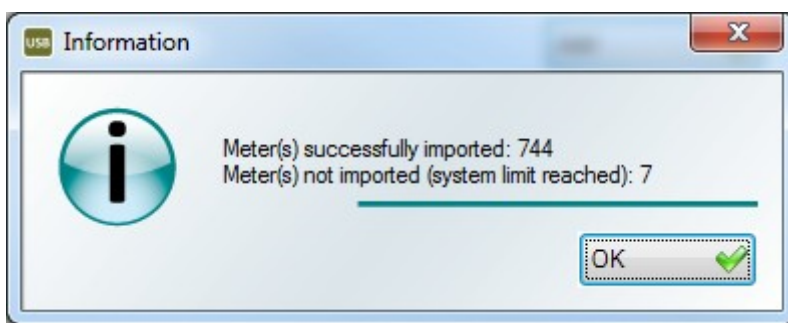 USB Information
Meter(s) successfully imported: 744
Meter(s) not imported (system limit reached): 7
OK